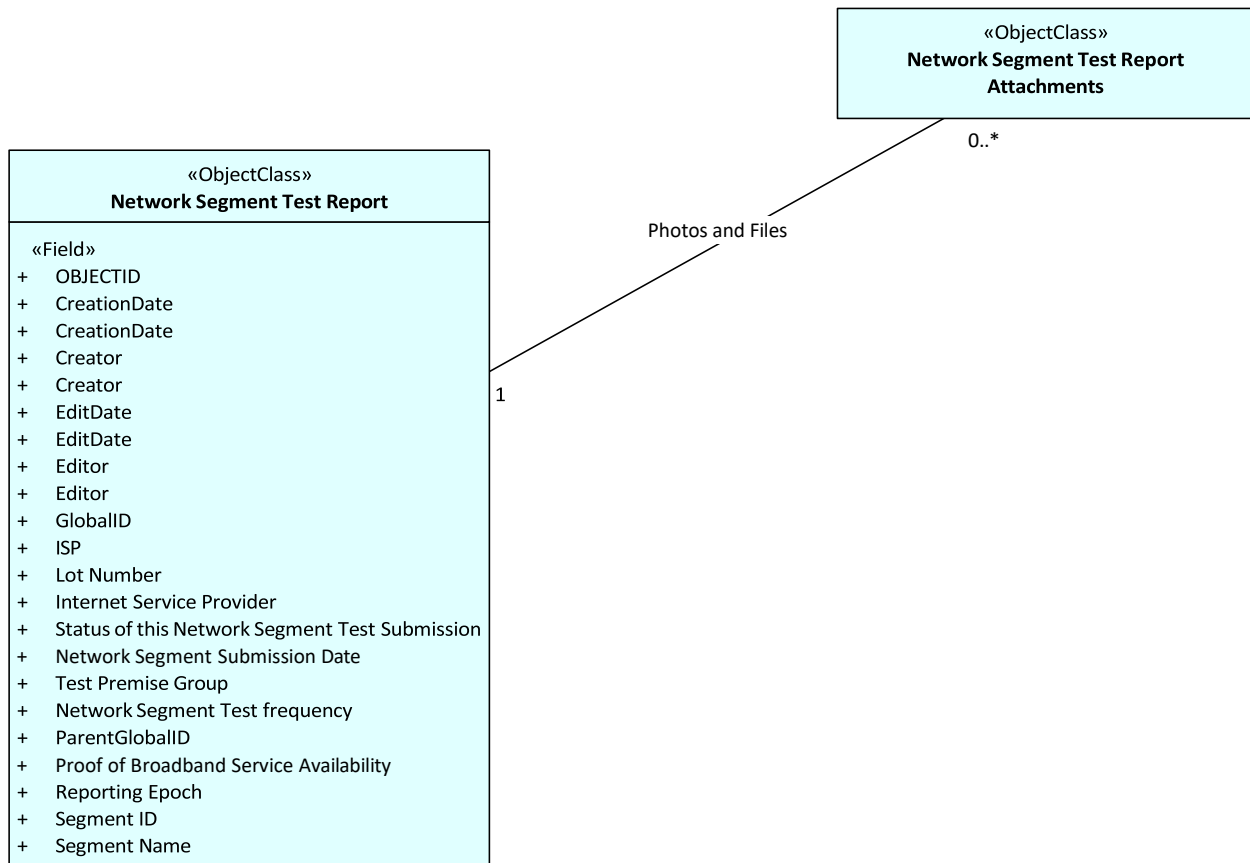 «ObjectClass»
Network Segment Test Report
Attachments
0..*
Photos and Files
1
«ObjectClass»
Network Segment Test Report
«Field»
+ OBJECTID
+ CreationDate
+ CreationDate
+ Creator
+ Creator
+ EditDate
+ EditDate
+ Editor
+ Editor
+ GlobalID
+ ISP
+ Lot Number
+ Internet Service Provider
+ Status of this Network Segment Test Submission
+ Network Segment Submission Date
+ Test Premise Group
+ Network Segment Test frequency
+ ParentGlobalID
+ Proof of Broadband Service Availability
+ Reporting Epoch
+ Segment ID
+ Segment Name